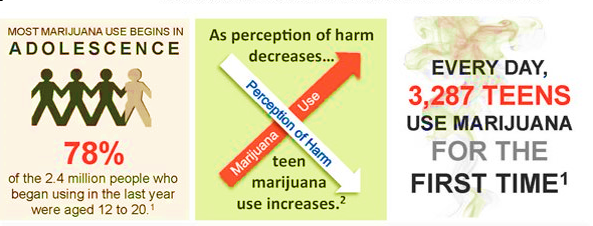 MOST MARIJUANA USE BEGINS IN
ADOLESCENCE
78%
of the 2.4 million people who
began using in the last year
were aged 12 to 20.1
As perception of harm
decreases...
Marijuana Use
Perception of Harm
teen
marijuana
use increases.2
EVERY DAY,
3,287 TEENS
USE MARIJUANA
FOR THE
FIRST TIME1